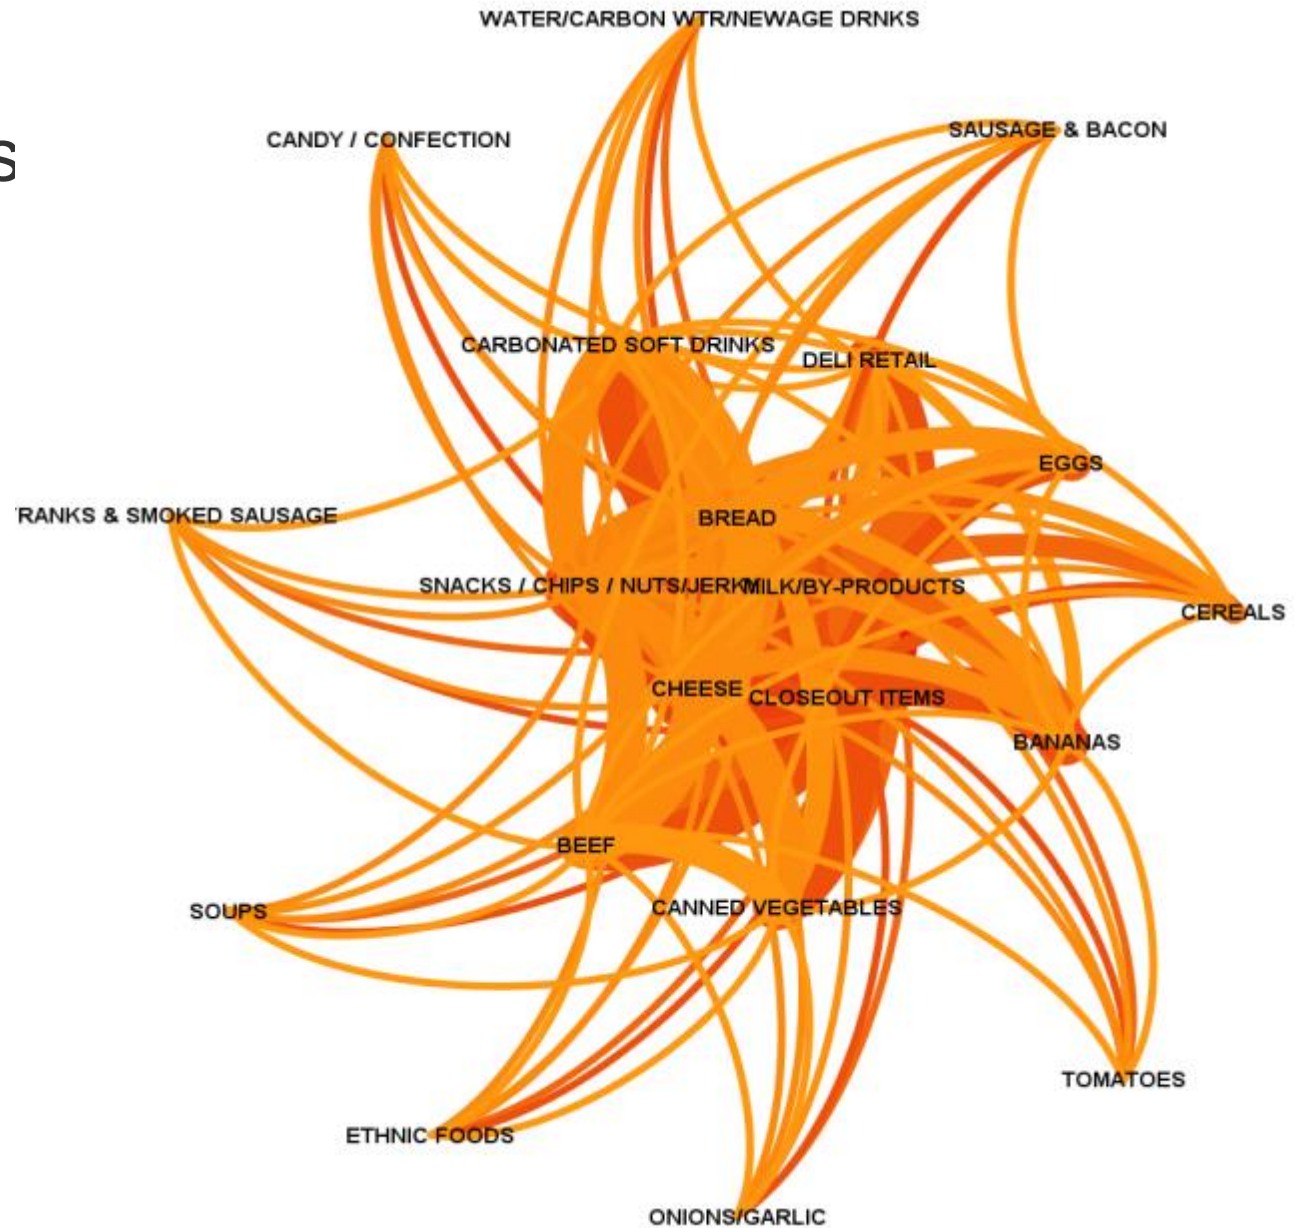 WATER/CARBON WTR/NEWAGE DRNKS
SAUSAGE & BACON
CANDY / CONFECTION
s
CARBONATED SOFT DRINKS
DELI RETAIL
EGGS
RANKS & SMOKED SAUSAGE
BREAD
SNACKS / CHIPS / NUTS/JERKY
MILK/BY-PRODUCTS
CEREALS
CHEESE
CLOSEOUT ITEMS
BANANAS
BEEF
SOUPS
CANNED VEGETABLES
TOMATOES
ETHNIC FOODS
ONIONS/GARLIC